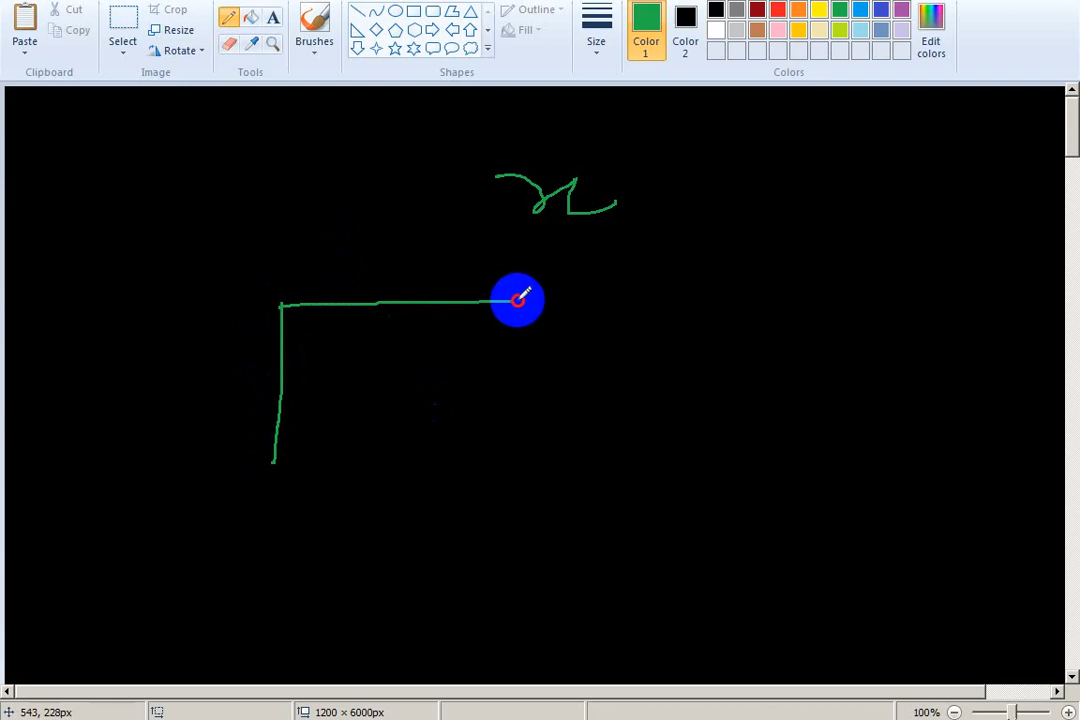 Paste
Cut
Copy
Clipboard
Select
Crop
Resize
Rotate
Image
A
Tools
Brushes
Shapes
Outline
Fill
Size
Color 1
Color 2
Edit colors
Colors
x
543, 228px
1200 × 6000px
100%